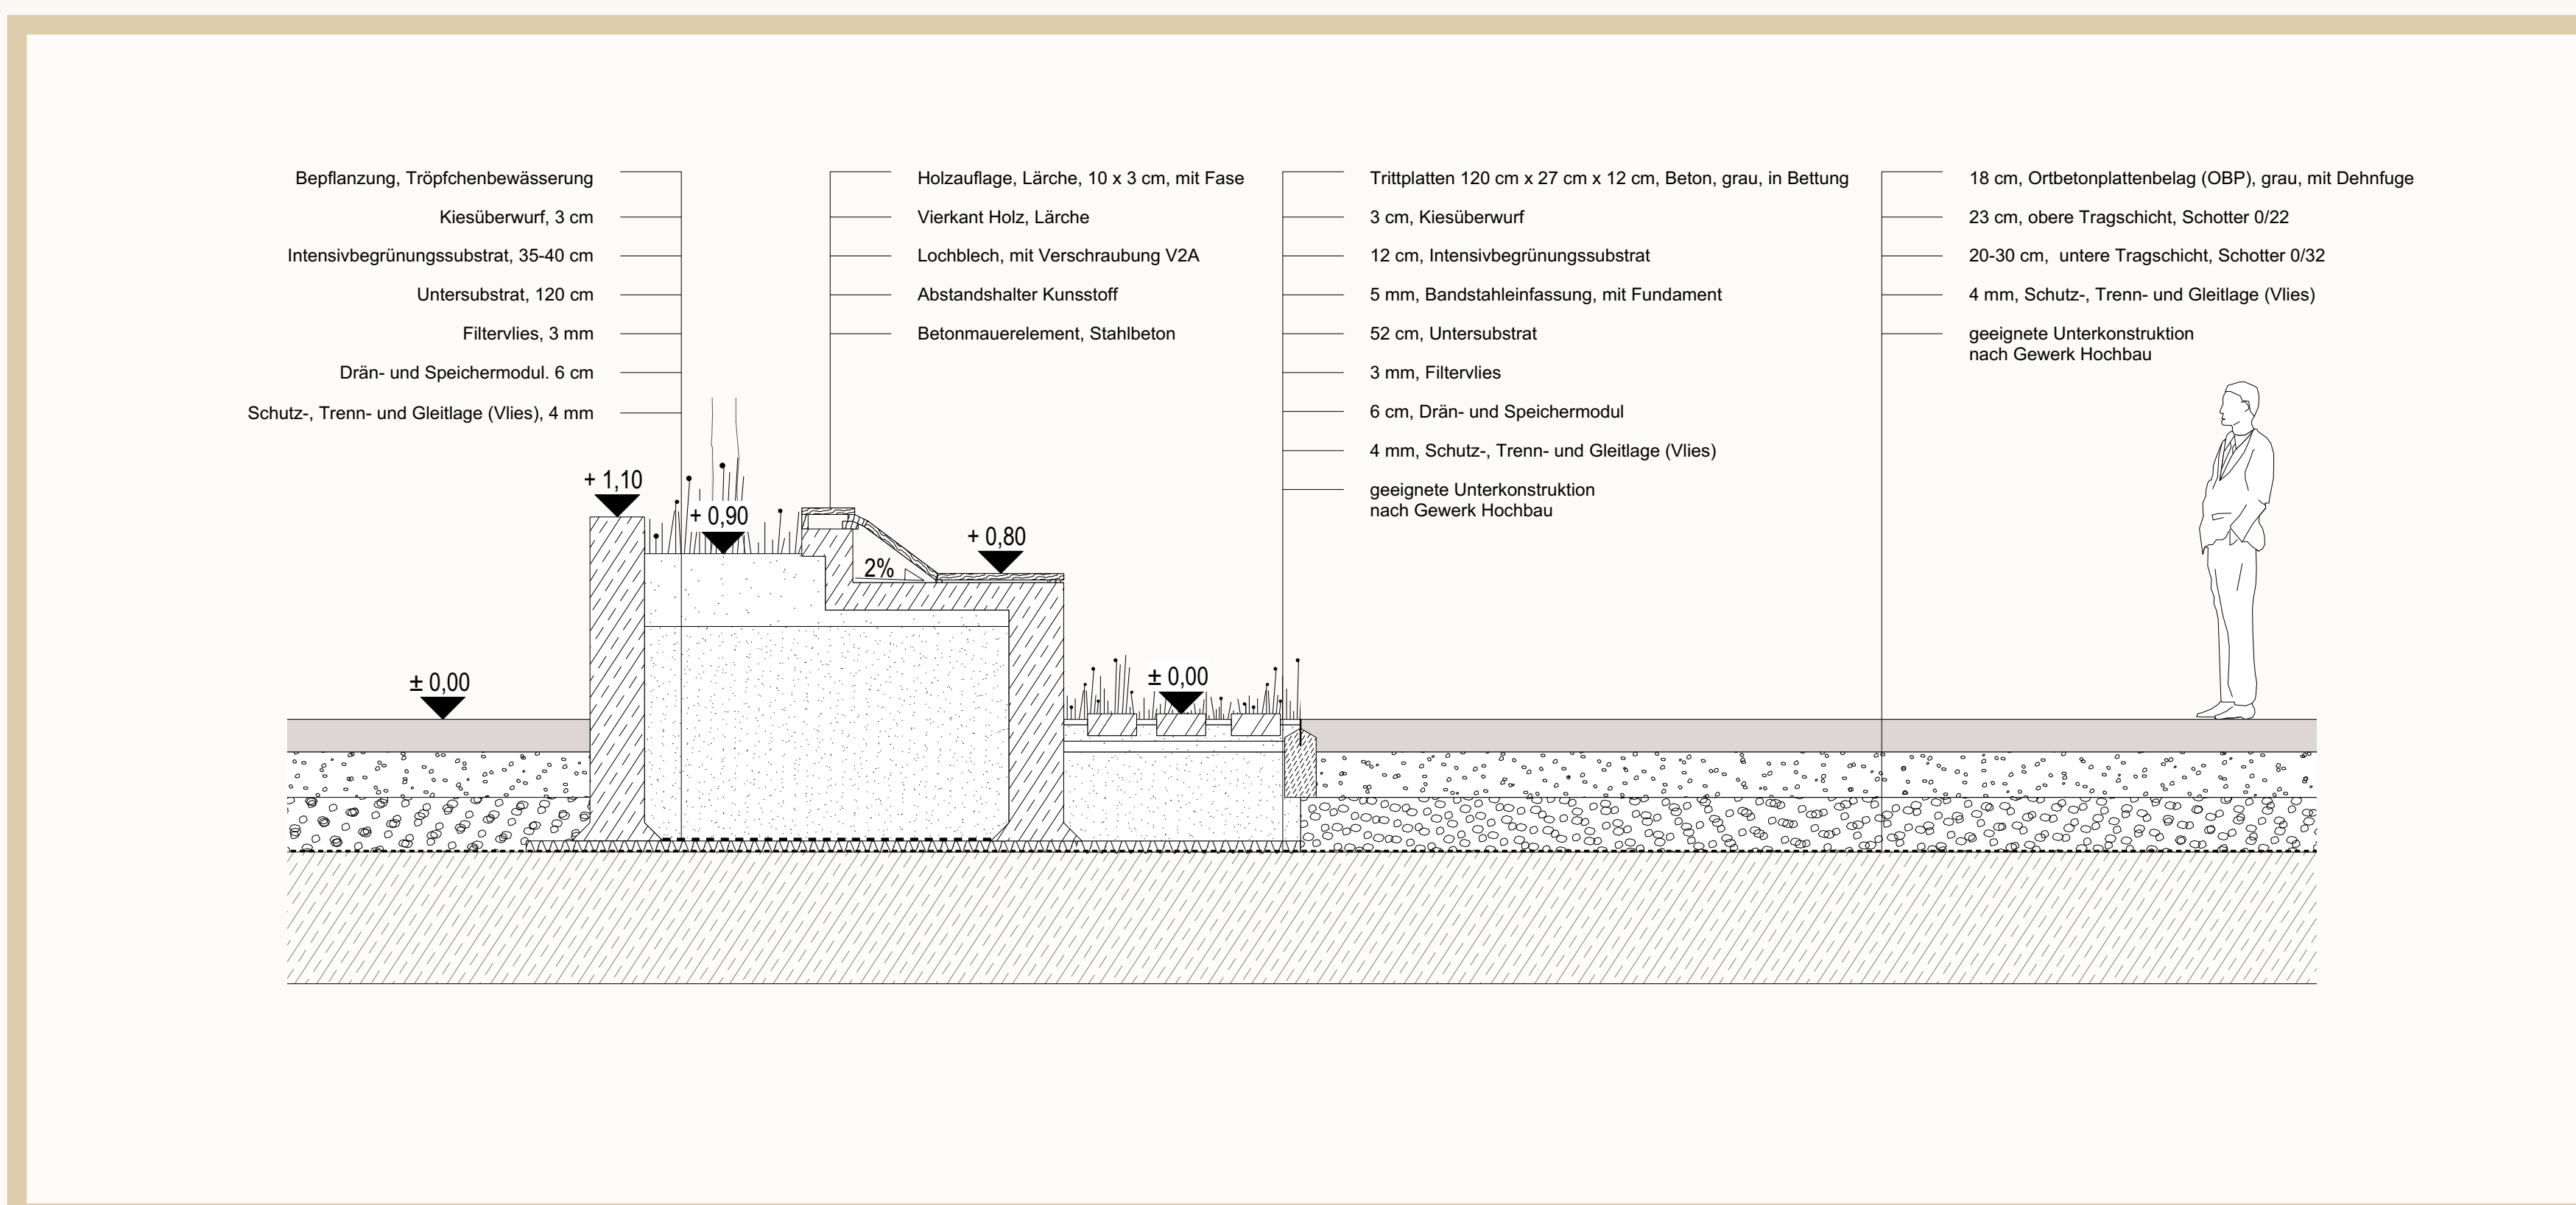 Bepflanzung, Tröpfchenbewässerung
Kiesüberwurf, 3 cm
Intensivbegrünungssubstrat, 35-40 cm
Untersubstrat, 120 cm
Filtervlies, 3 mm
Drän- und Speichermodul. 6 cm
Schutz-, Trenn- und Gleitlage (Vlies), 4 mm
Holzauflage, Lärche, 10 x 3 cm, mit Fase
Vierkant Holz, Lärche
Lochblech, mit Verschraubung V2A
Abstandshalter Kunsstoff
Betonmauerelement, Stahlbeton
Trittplatten 120 cm x 27 cm x 12 cm, Beton, grau, in Bettung
3 cm, Kiesüberwurf
12 cm, Intensivbegrünungssubstrat
5 mm, Bandstahleinfassung, mit Fundament
52 cm, Untersubstrat
3 mm, Filtervlies
6 cm, Drän- und Speichermodul
4 mm, Schutz-, Trenn- und Gleitlage (Vlies)
geeignete Unterkonstruktion
nach Gewerk Hochbau
18 cm, Ortbetonplattenbelag (OBP), grau, mit Dehnfuge
23 cm, obere Tragschicht, Schotter 0/22
20-30 cm, untere Tragschicht, Schotter 0/32
4 mm, Schutz-, Trenn- und Gleitlage (Vlies)
geeignete Unterkonstruktion
nach Gewerk Hochbau
+ 1,10
+ 0,90
+ 0,80
2%
± 0,00
± 0,00